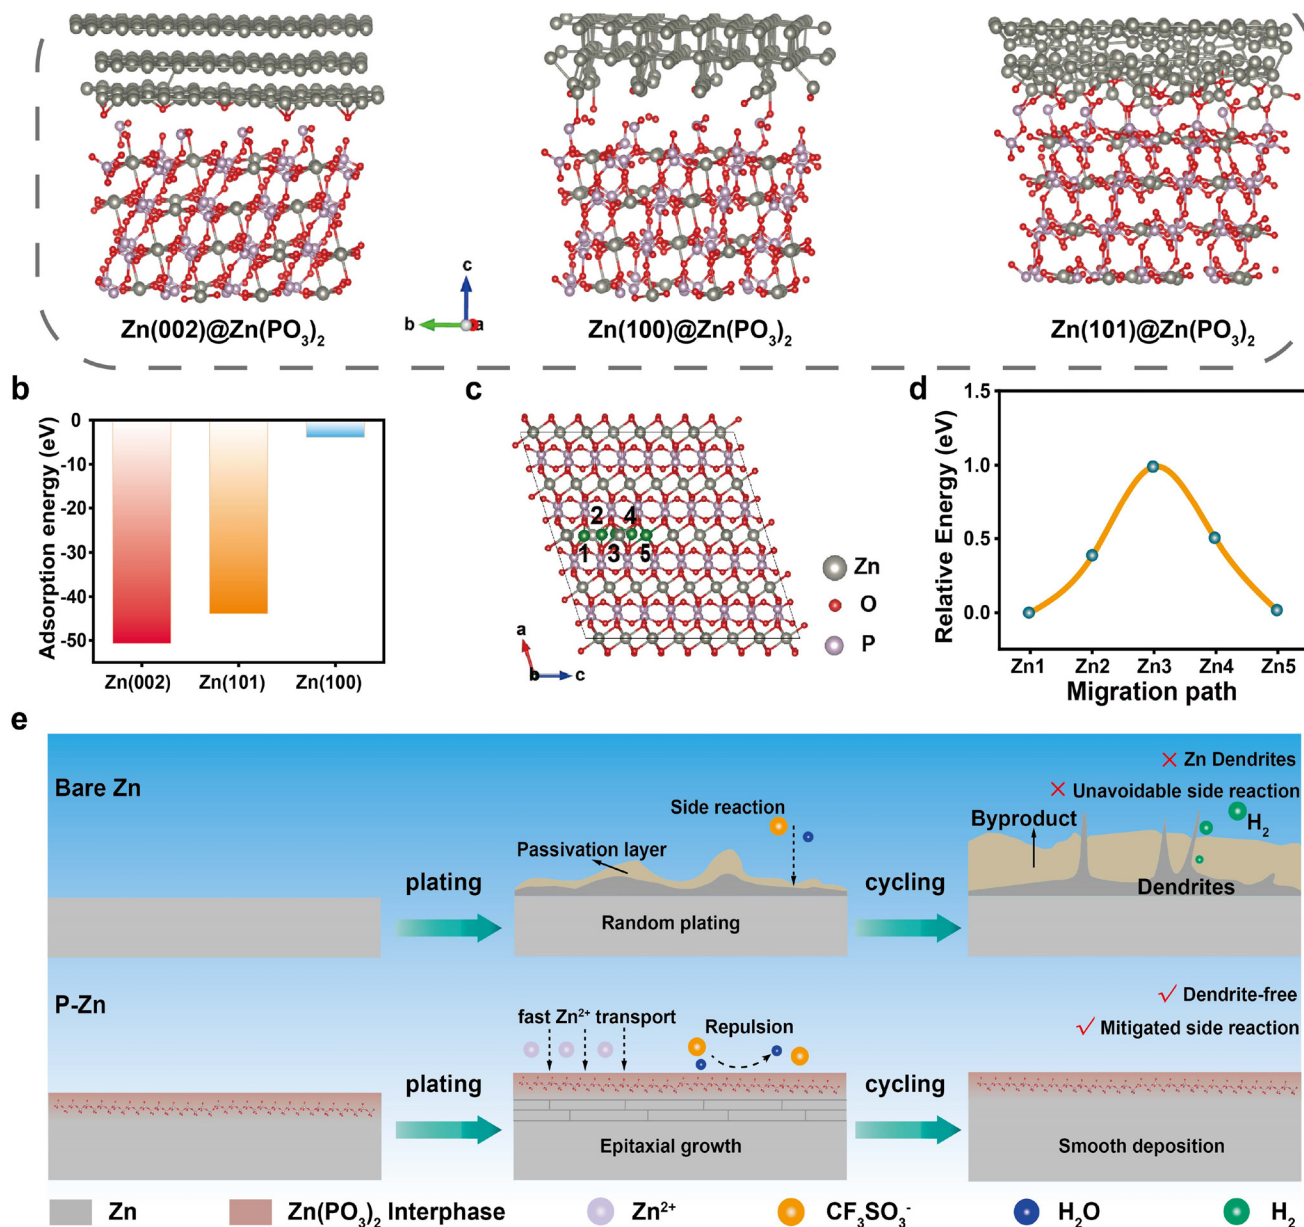 c
b
a
Zn(002)@Zn(PO₃)₂
Zn(100)@Zn(PO₃)₂
Zn(101)@Zn(PO₃)₂
b
Adsorption energy (eV)
0
-10
-20
-30
-40
-50
Zn(002)
Zn(101)
Zn(100)
c
2 4
1 3 5
a
b
c
Zn
O
P
d
Relative Energy (eV)
1.5
1.0
0.5
0.0
Zn1 Zn2 Zn3 Zn4 Zn5
Migration path
e
Bare Zn
plating
Side reaction
Passivation layer
Random plating
cycling
× Zn Dendrites
× Unavoidable side reaction
Byproduct
H₂
Dendrites
P-Zn
plating
fast Zn²⁺ transport
Repulsion
Epitaxial growth
cycling
√ Dendrite-free
√ Mitigated side reaction
Smooth deposition
Zn
Zn(PO₃)₂ Interphase
Zn²⁺
CF₃SO₃⁻
H₂O
H₂